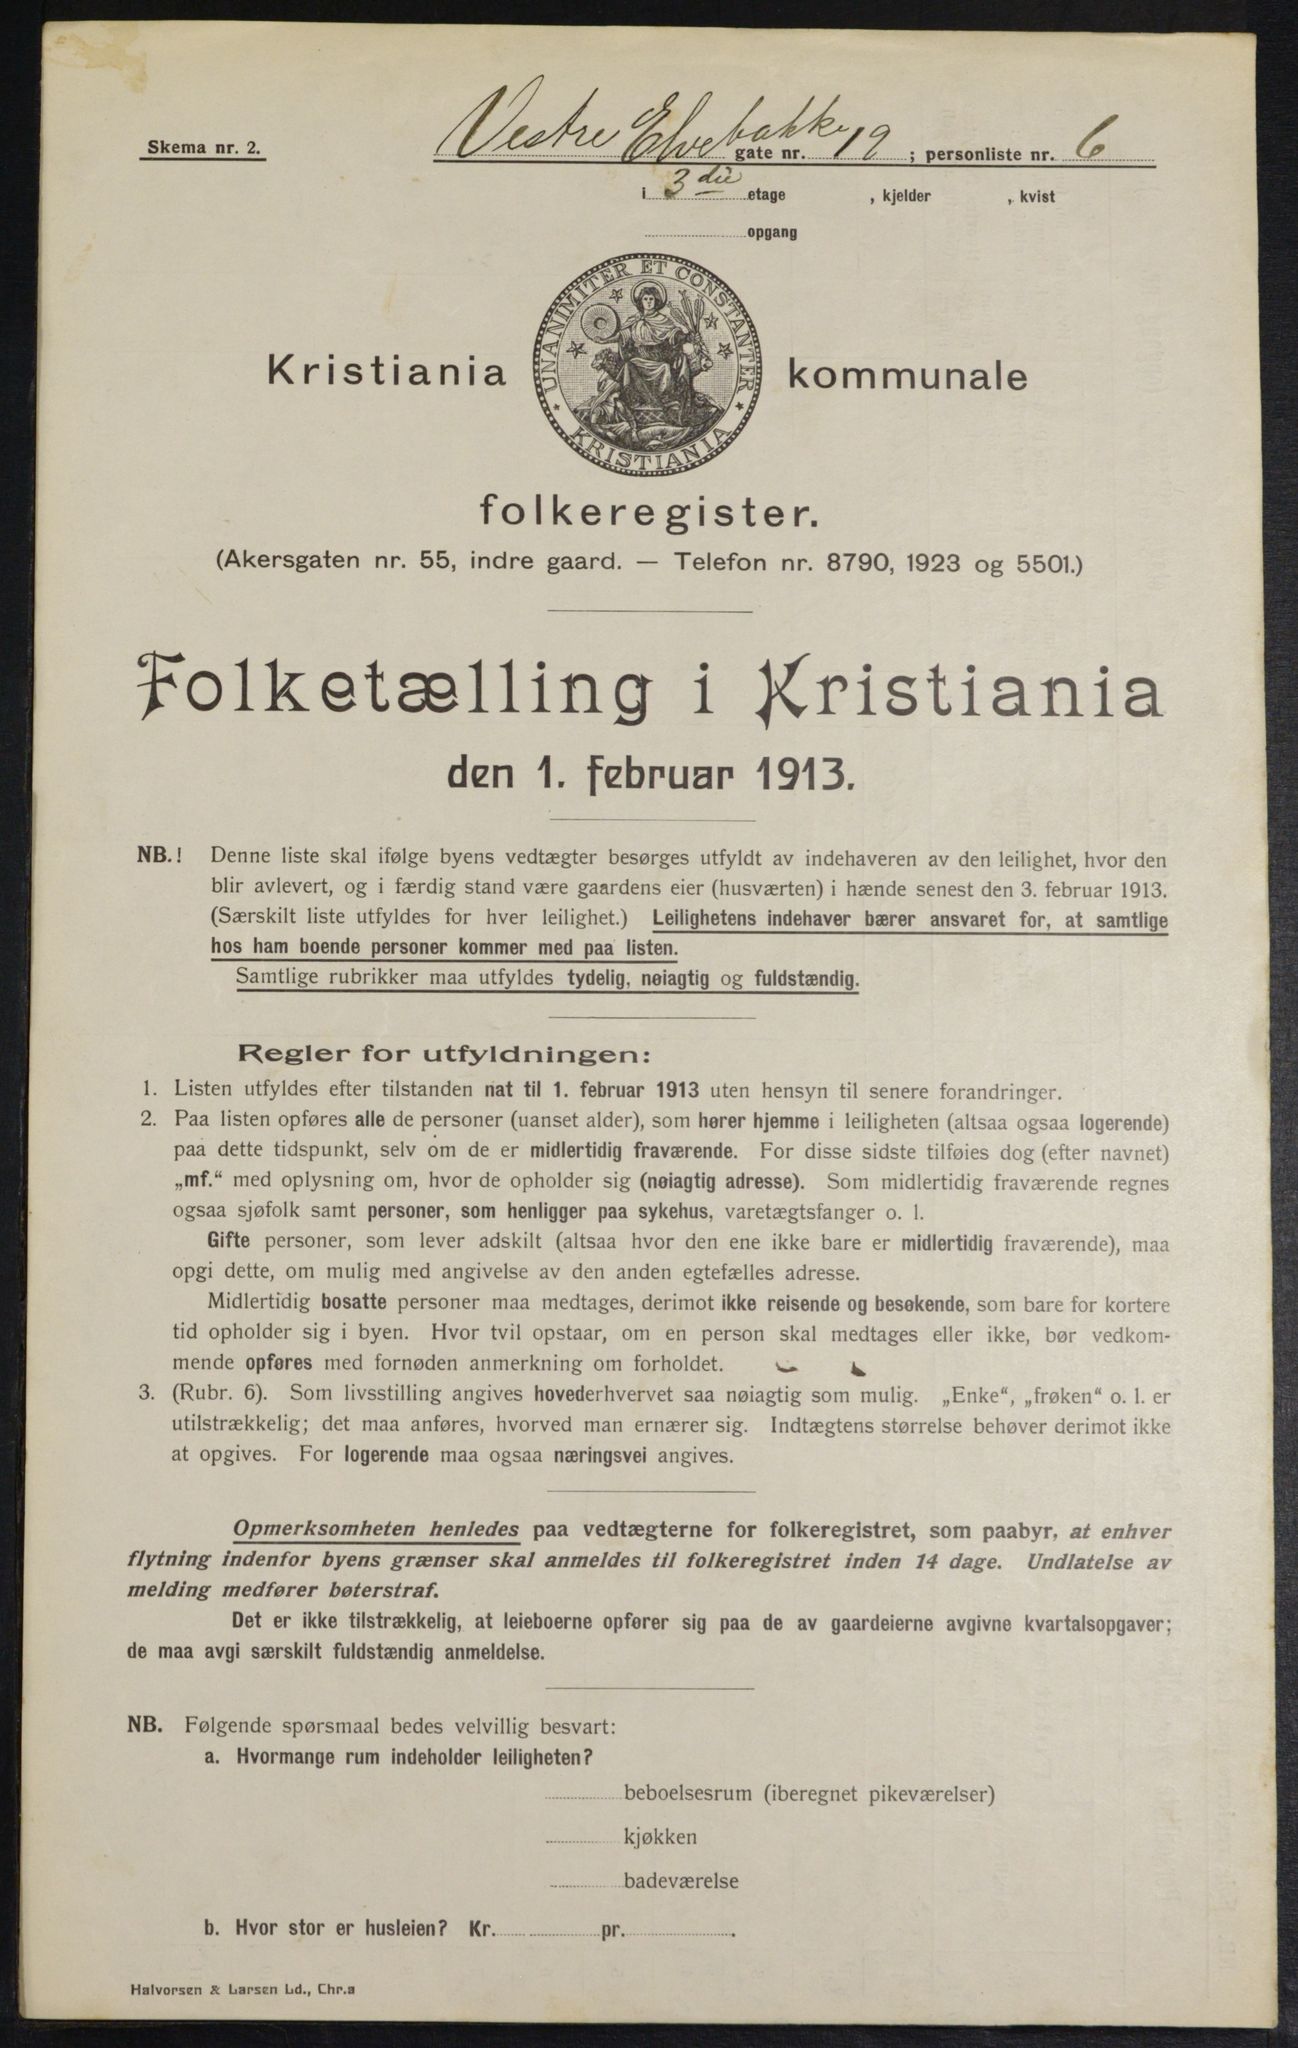 Skema nr. 2.
Vestre Elvebakke gate nr. 19 ; personliste nr. 6
i 3die etage , kjelder , kvist
opgang
UNANIMITER ET CONSTANTER
KRISTIANIA
Kristiania kommunale
folkeregister.
(Akersgaten nr. 55, indre gaard. — Telefon nr. 8790, 1923 og 5501.)
Folketælling i Kristiania
den 1. februar 1913.
NB.! Denne liste skal ifølge byens vedtægter besørges utfyldt av indehaveren av den leilighet, hvor den
blir avlevert, og i færdig stand være gaardens eier (husværten) i hænde senest den 3. februar 1913.
(Særskilt liste utfyldes for hver leilighet.) Leilighetens indehaver bærer ansvaret for, at samtlige
hos ham boende personer kommer med paa listen.
Samtlige rubrikker maa utfyldes tydelig, nøiagtig og fuldstændig.
Regler for utfyldningen:
1. Listen utfyldes efter tilstanden nat til 1. februar 1913 uten hensyn til senere forandringer.
2. Paa listen opføres alle de personer (uanset alder), som hører hjemme i leiligheten (altsaa ogsaa logerende)
paa dette tidspunkt, selv om de er midlertidig fraværende. For disse sidste tilføies dog (efter navnet)
„mf.“ med oplysning om, hvor de opholder sig (nøiagtig adresse). Som midlertidig fraværende regnes
ogsaa sjøfolk samt personer, som henligger paa sykehus, varetægtsfanger o. l.
Gifte personer, som lever adskilt (altsaa hvor den ene ikke bare er midlertidig fraværende), maa
opgi dette, om mulig med angivelse av den anden egtefælles adresse.
Midlertidig bosatte personer maa medtages, derimot ikke reisende og besøkende, som bare for kortere
tid opholder sig i byen. Hvor tvil opstaar, om en person skal medtages eller ikke, bør vedkom-
mende opføres med fornøden anmerkning om forholdet.
3. (Rubr. 6). Som livsstilling angives hovederhvervet saa nøiagtig som mulig. „Enke“, „frøken“ o. l. er
utilstrækkelig; det maa anføres, hvorved man ernærer sig. Indtægtens størrelse behøver derimot ikke
at opgives. For logerende maa ogsaa næringsvei angives.
Opmerksomheten henledes paa vedtægterne for folkeregistret, som paabyr, at enhver
flytning indenfor byens grænser skal anmeldes til folkeregistret inden 14 dage. Undlatelse av
melding medfører bøterstraf.
Det er ikke tilstrækkelig, at leieboerne opfører sig paa de av gaardeierne avgivne kvartalsopgaver;
de maa avgi særskilt fuldstændig anmeldelse.
NB. Følgende spørsmaal bedes velvillig besvart:
a. Hvormange rum indeholder leiligheten?
beboelsesrum (iberegnet pikeværelser)
kjøkken
badeværelse
b. Hvor stor er husleien? Kr. pr. .
Halvorsen & Larsen Ld., Chr.a